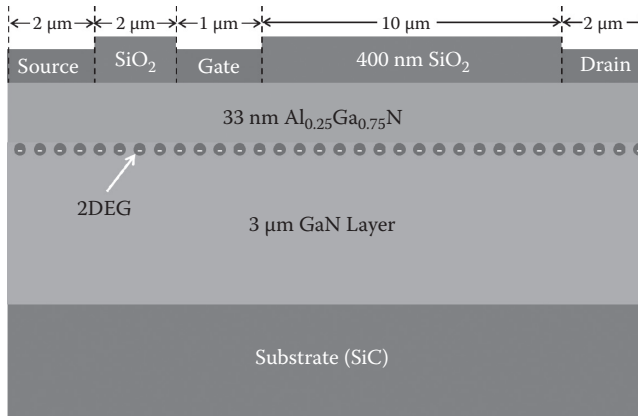 2 μm 2 μm 1 μm 10 μm 2 μm
Source SiO₂ Gate 400 nm SiO₂ Drain
33 nm Al₀.₂₅Ga₀.₇₅N
2DEG
3 μm GaN Layer
Substrate (SiC)